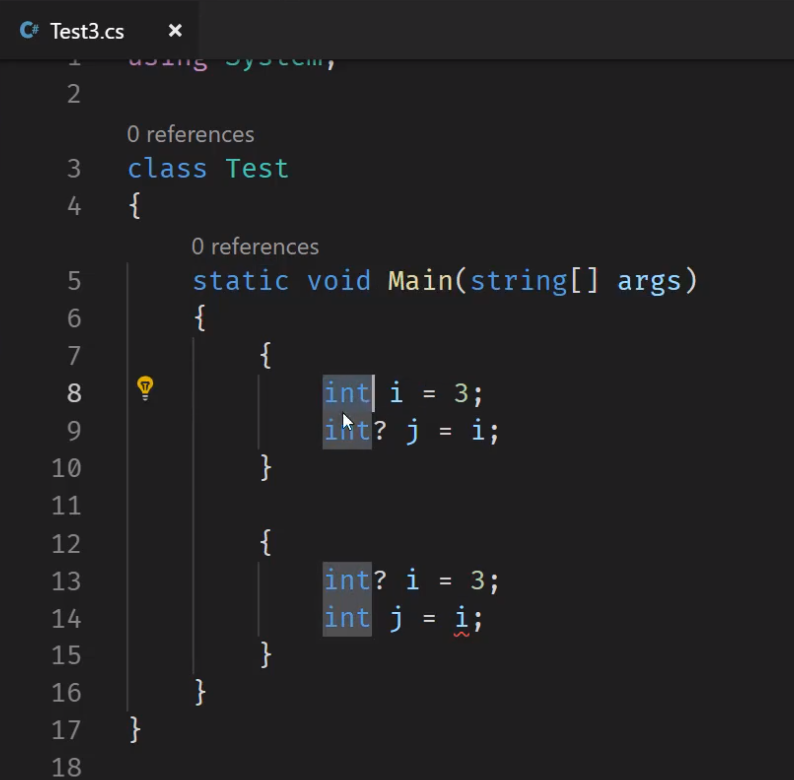 C# Test3.cs ×
1 using System;
2
0 references
3 class Test
4 {
0 references
5 static void Main(string[] args)
6 {
7 {
8 int i = 3;
9 int? j = i;
10 }
11
12 {
13 int? i = 3;
14 int j = i;
15 }
16 }
17 }
18